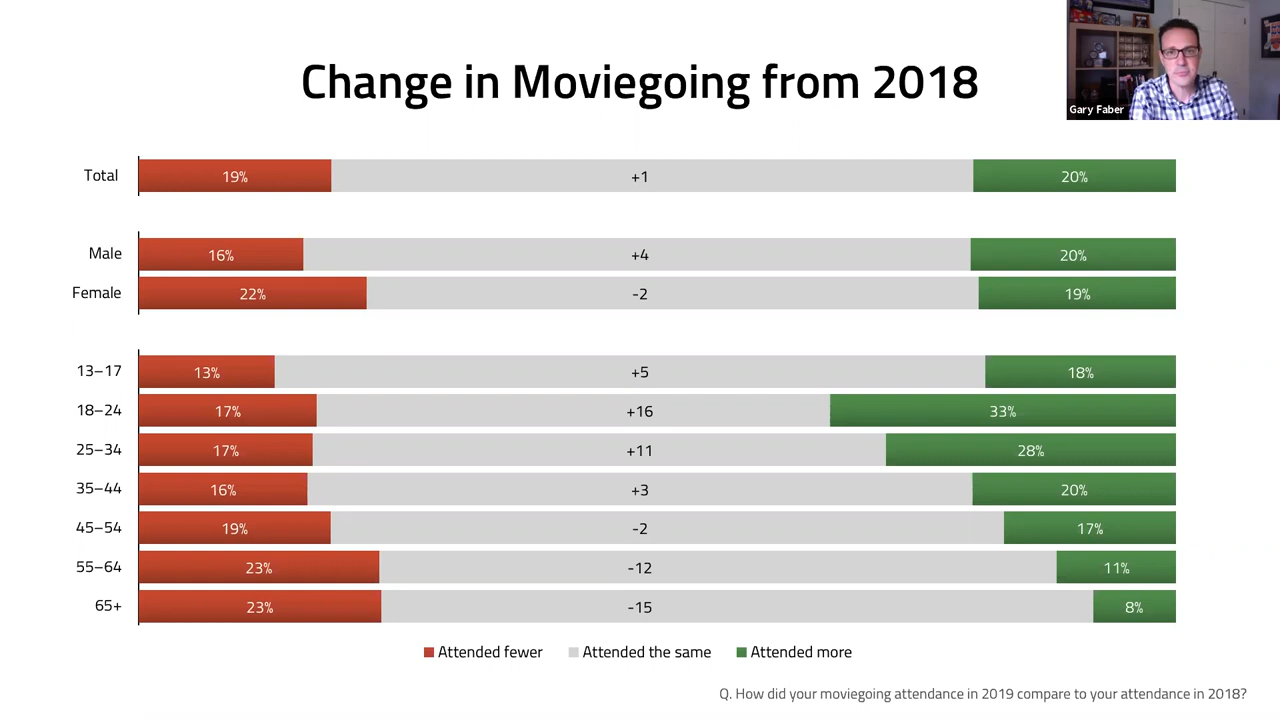 Change in Moviegoing from 2018
Gary Faber
Total 19% +1 20%
Male 16% +4 20%
Female 22% -2 19%
13–17 13% +5 18%
18–24 17% +16 33%
25–34 17% +11 28%
35–44 16% +3 20%
45–54 19% -2 17%
55–64 23% -12 11%
65+ 23% -15 8%
Attended fewer Attended the same Attended more
Q. How did your moviegoing attendance in 2019 compare to your attendance in 2018?